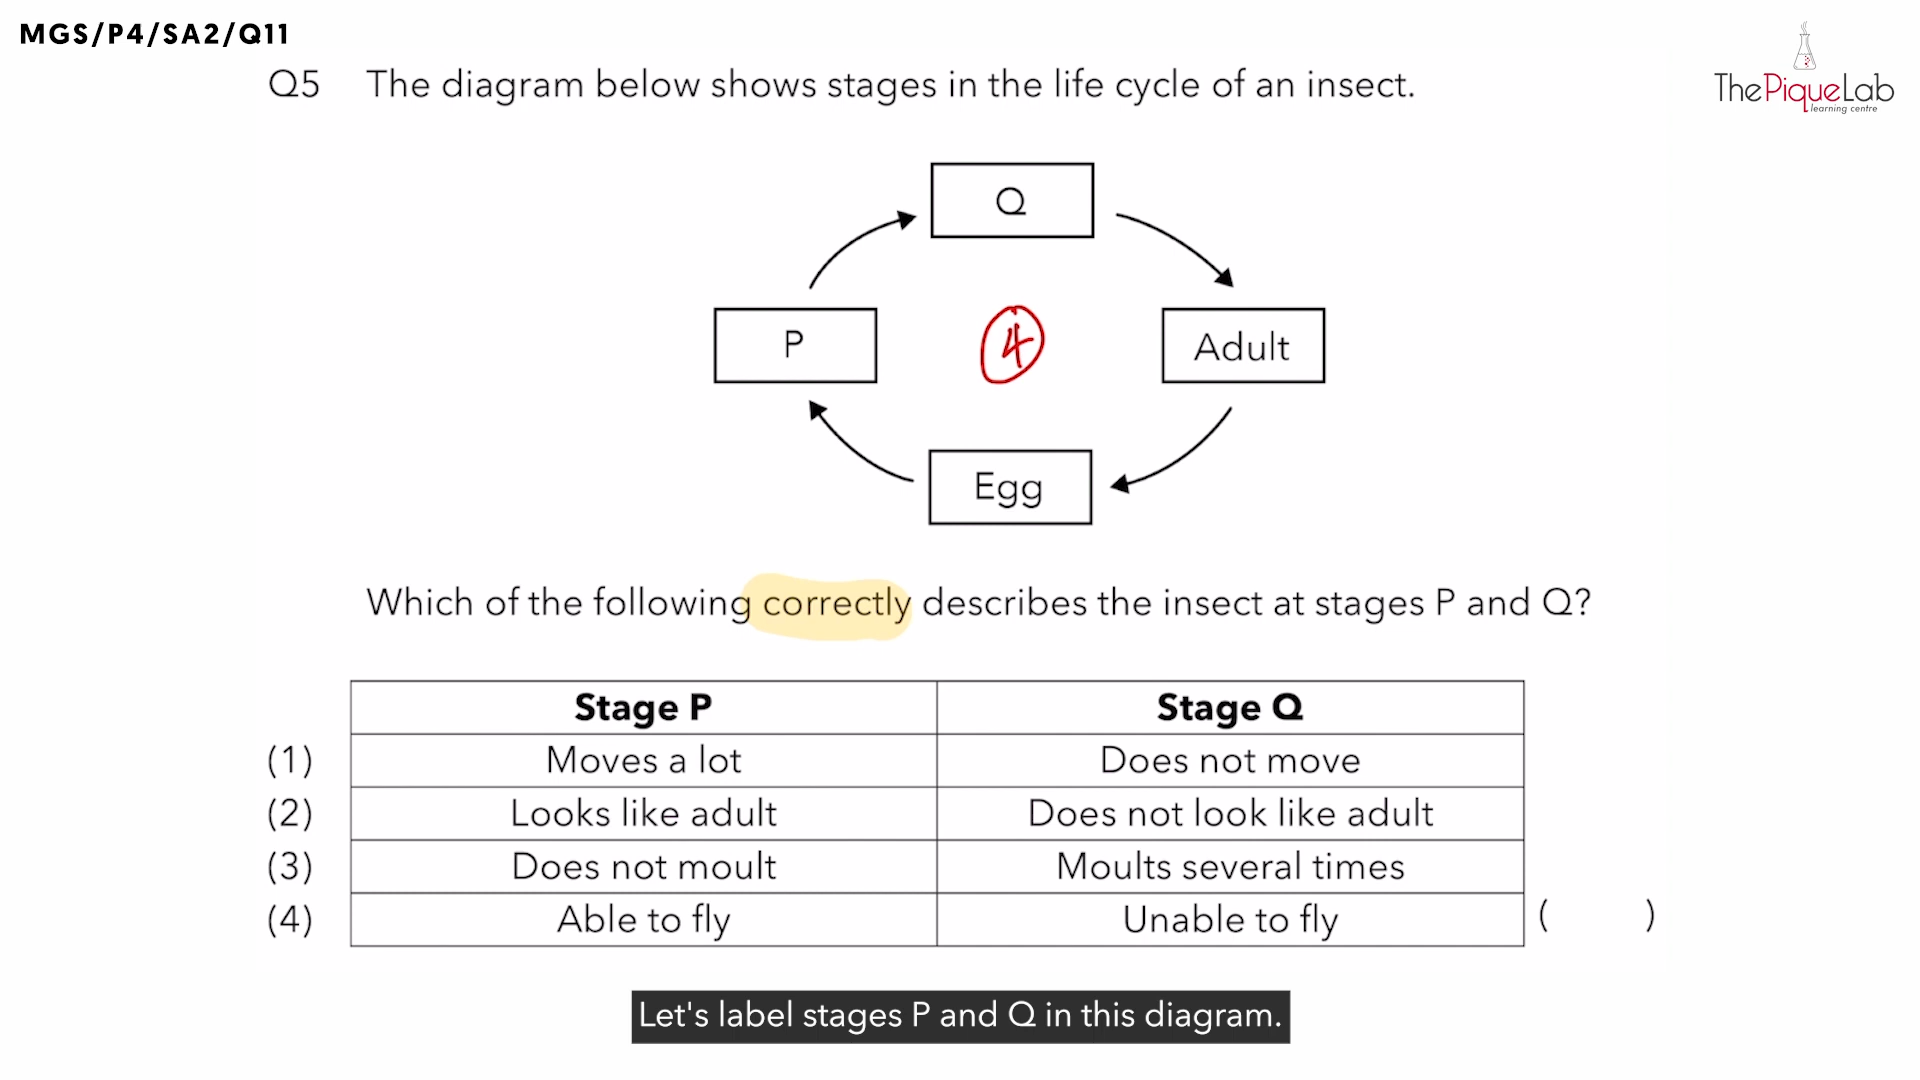 MGS/P4/SA2/Q11
ThePiqueLab
learning centre
Q5 The diagram below shows stages in the life cycle of an insect.
Q
P
4
Adult
Egg
Which of the following correctly describes the insect at stages P and Q?
Stage P Stage Q
(1) Moves a lot Does not move
(2) Looks like adult Does not look like adult
(3) Does not moult Moults several times
(4) Able to fly Unable to fly ( )
Let's label stages P and Q in this diagram.